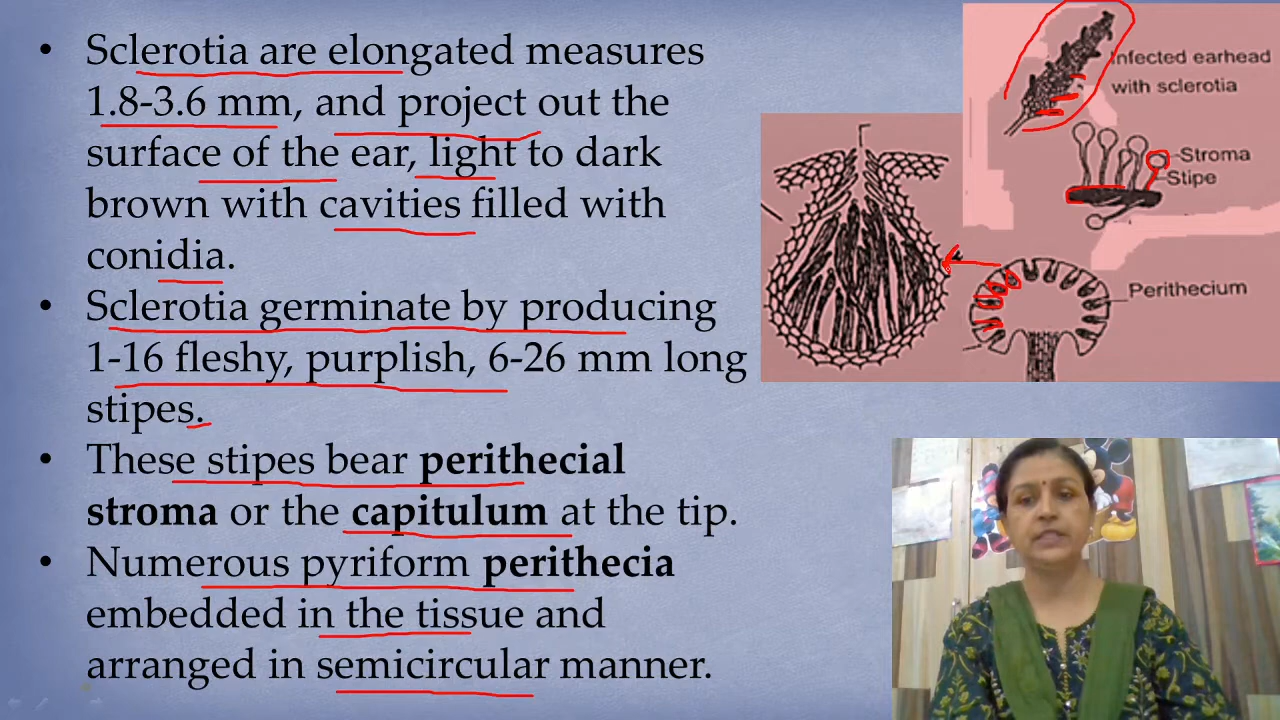 • Sclerotia are elongated measures
1.8-3.6 mm, and project out the
surface of the ear, light to dark
brown with cavities filled with
conidia.
• Sclerotia germinate by producing
1-16 fleshy, purplish, 6-26 mm long
stipes.
• These stipes bear perithecial
stroma or the capitulum at the tip.
• Numerous pyriform perithecia
embedded in the tissue and
arranged in semicircular manner.
Infected earhead
with sclerotia
Stroma
Stipe
Perithecium